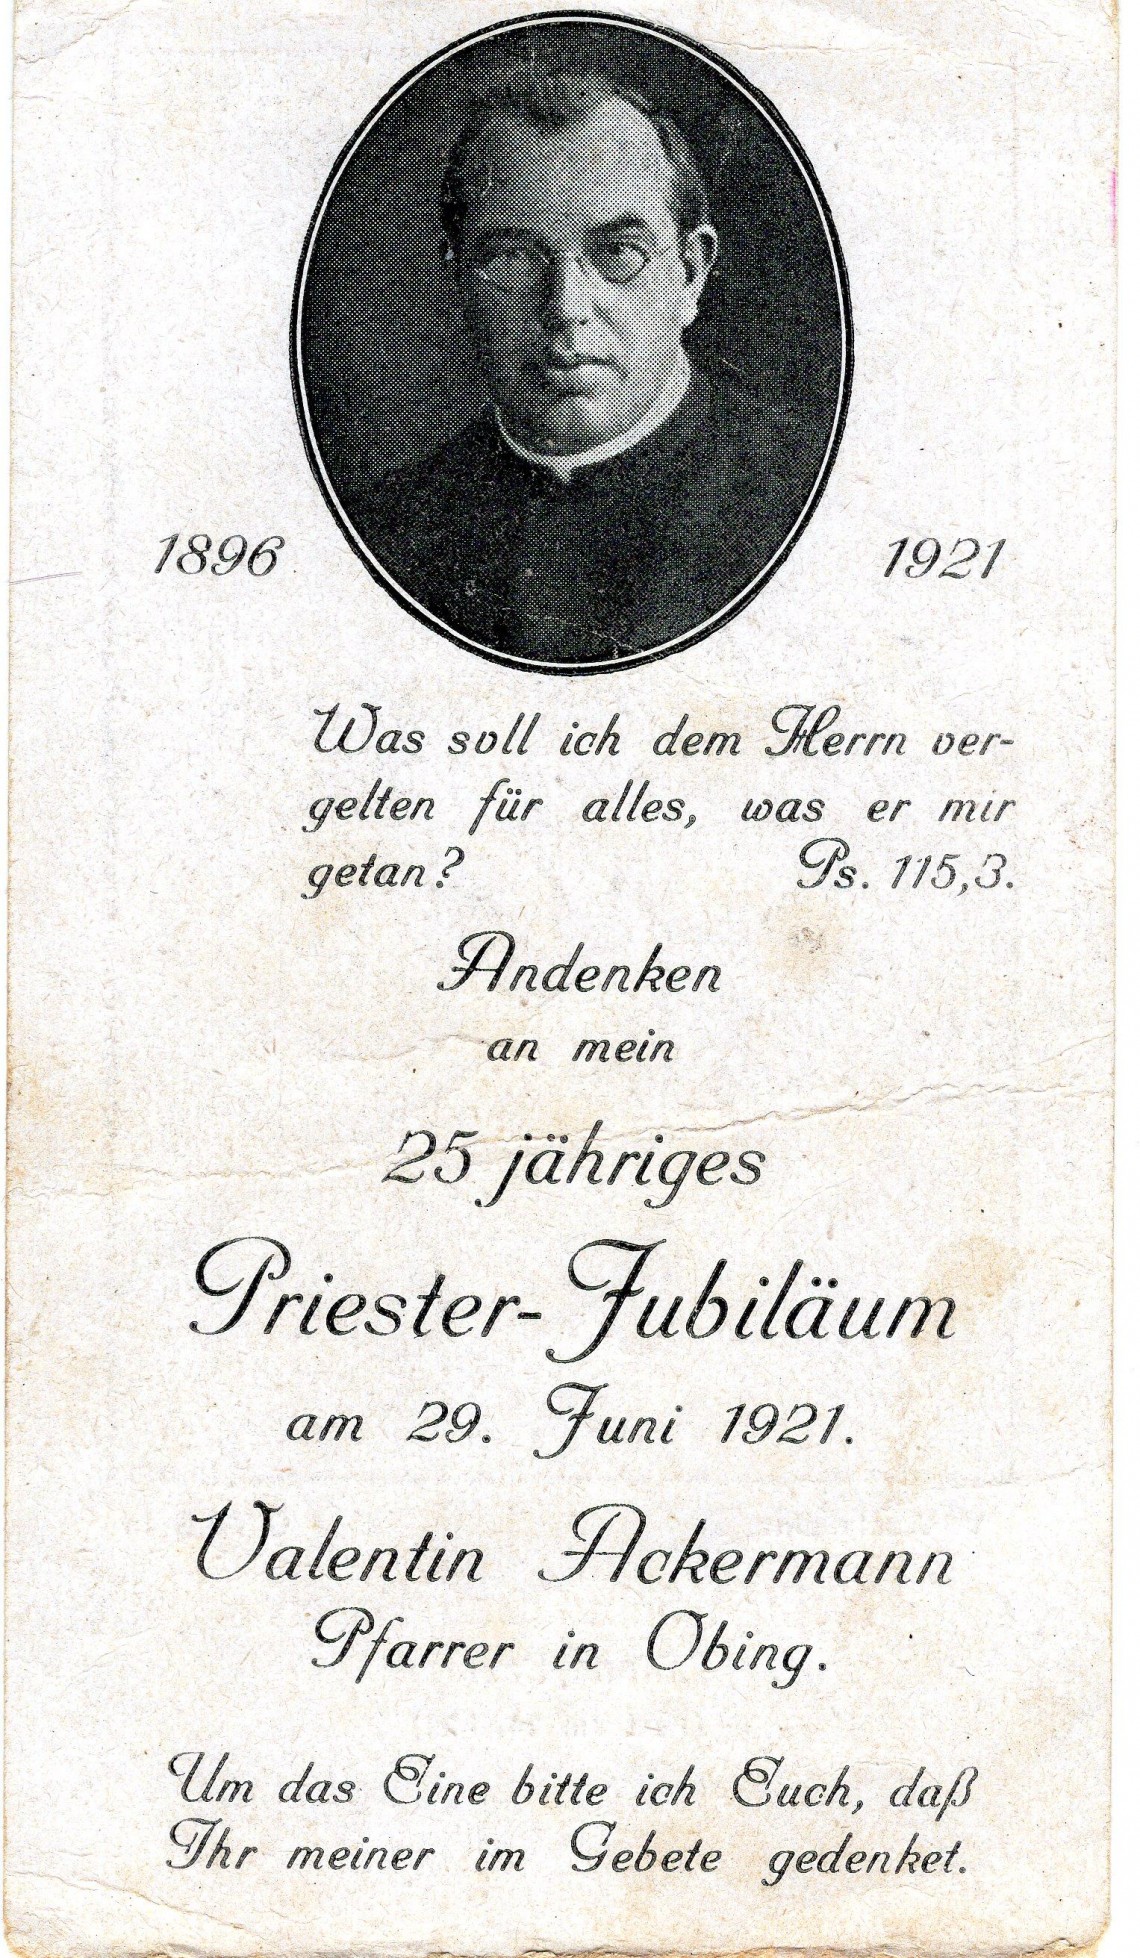 1896 1921
Was soll ich dem Herrn ver-
gelten für alles, was er mir
getan? Ps. 115,3.
Andenken
an mein
25 jähriges
Priester-Jubiläum
am 29. Juni 1921.
Valentin Ackermann
Pfarrer in Obing.
Um das Eine bitte ich Euch, daß
Ihr meiner im Gebete gedenket.